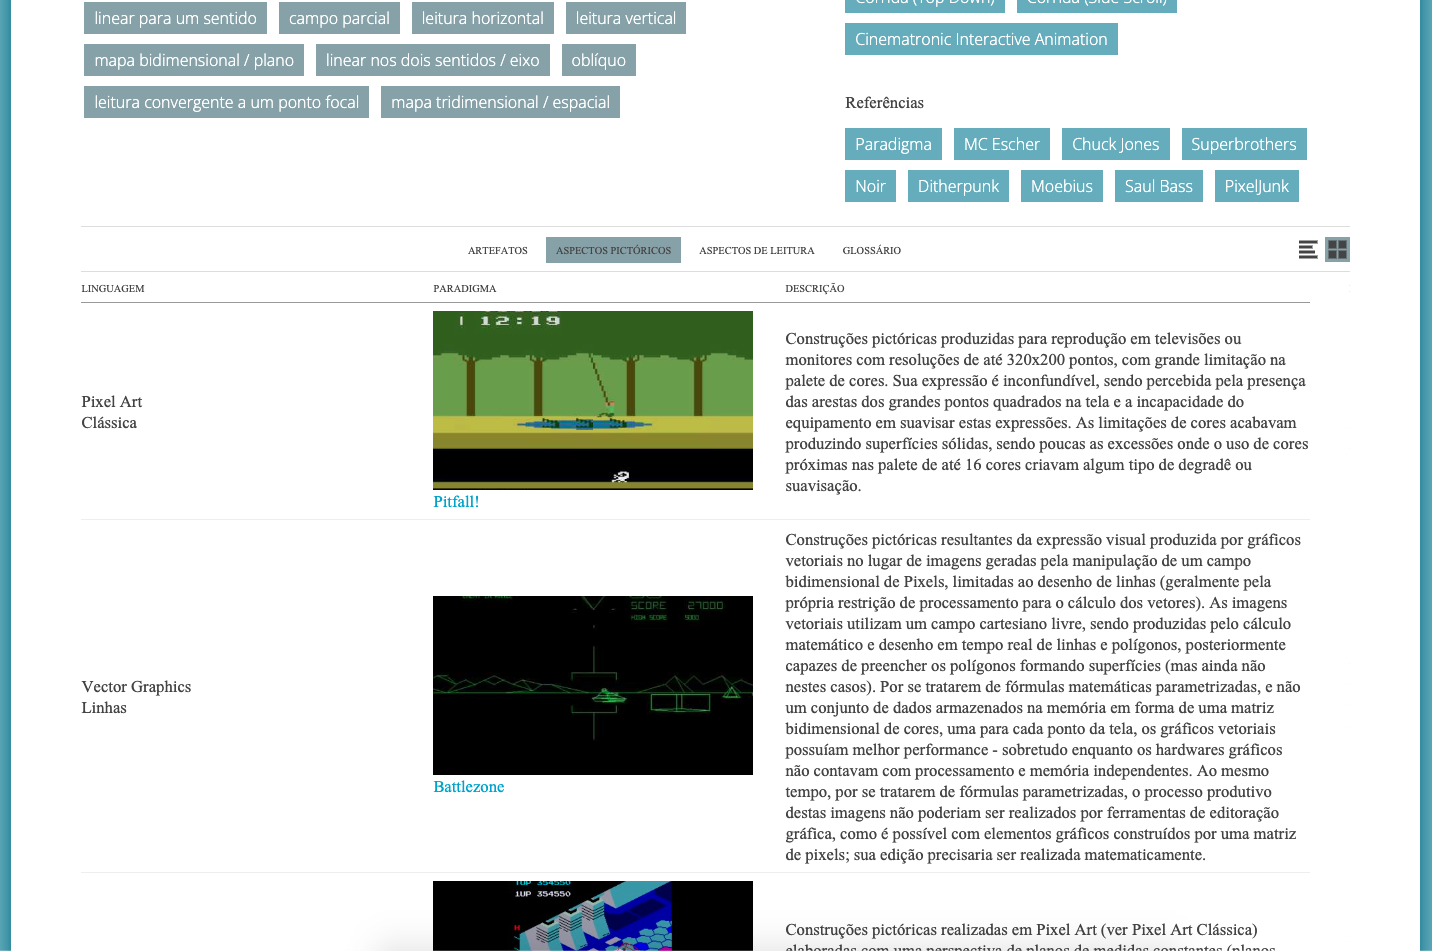 linear para um sentido campo parcial leitura horizontal leitura vertical
mapa bidimensional / plano linear nos dois sentidos / eixo oblíquo
leitura convergente a um ponto focal mapa tridimensional / espacial
Corrida (Top Down) Corrida (Side Scroll)
Cinematronic Interactive Animation
Referências
Paradigma MC Escher Chuck Jones Superbrothers
Noir Ditherpunk Moebius Saul Bass PixelJunk
ARTEFATOS ASPECTOS PICTÓRICOS ASPECTOS DE LEITURA GLOSSÁRIO
LINGUAGEM PARADIGMA DESCRIÇÃO
Pixel Art
Clássica
12:19
Pitfall!
Construções pictóricas produzidas para reprodução em televisões ou
monitores com resoluções de até 320x200 pontos, com grande limitação na
palete de cores. Sua expressão é inconfundível, sendo percebida pela presença
das arestas dos grandes pontos quadrados na tela e a incapacidade do
equipamento em suavisar estas expressões. As limitações de cores acabavam
produzindo superfícies sólidas, sendo poucas as excessões onde o uso de cores
próximas nas palete de até 16 cores criavam algum tipo de degradê ou
suavisação.
Vector Graphics
Linhas
SCORE 27000
HIGH SCORE 5000
Battlezone
Construções pictóricas resultantes da expressão visual produzida por gráficos
vetoriais no lugar de imagens geradas pela manipulação de um campo
bidimensional de Pixels, limitadas ao desenho de linhas (geralmente pela
própria restrição de processamento para o cálculo dos vetores). As imagens
vetoriais utilizam um campo cartesiano livre, sendo produzidas pelo cálculo
matemático e desenho em tempo real de linhas e polígonos, posteriormente
capazes de preencher os polígonos formando superfícies (mas ainda não
nestes casos). Por se tratarem de fórmulas matemáticas parametrizadas, e não
um conjunto de dados armazenados na memória em forma de uma matriz
bidimensional de cores, uma para cada ponto da tela, os gráficos vetoriais
possuíam melhor performance - sobretudo enquanto os hardwares gráficos
não contavam com processamento e memória independentes. Ao mesmo
tempo, por se tratarem de fórmulas parametrizadas, o processo produtivo
destas imagens não poderiam ser realizados por ferramentas de editoração
gráfica, como é possível com elementos gráficos construídos por uma matriz
de pixels; sua edição precisaria ser realizada matematicamente.
TOP 354550
1UP 354550
Construções pictóricas realizadas em Pixel Art (ver Pixel Art Clássica)
elaboradas com uma perspectiva de planos de medidas constantes (planos